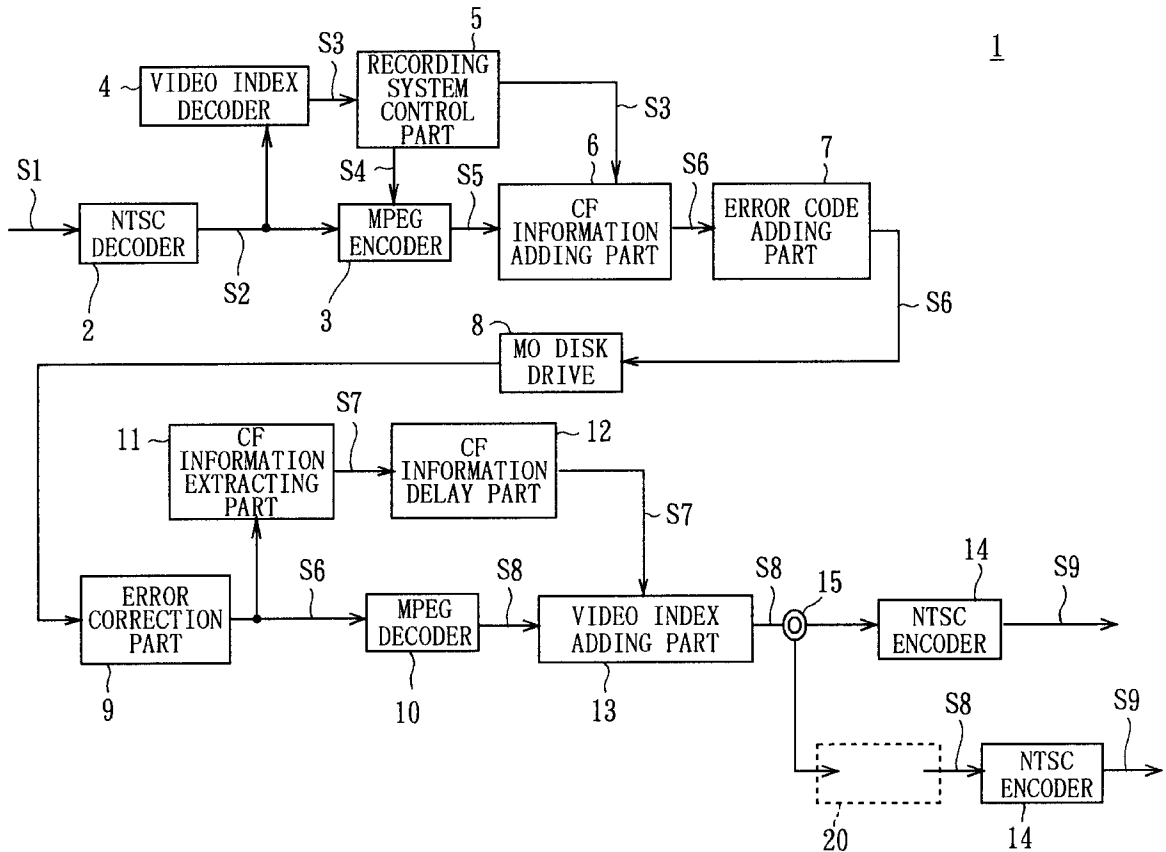 5
1
S3
4
VIDEO INDEX
DECODER
RECORDING
SYSTEM
CONTROL
PART
S3
S1
S4
S5
6
S6
7
NTSC
DECODER
MPEG
ENCODER
CF
INFORMATION
ADDING PART
ERROR CODE
ADDING
PART
2
S2
3
S6
8
MO DISK
DRIVE
11
CF
INFORMATION
EXTRACTING
PART
S7
12
CF
INFORMATION
DELAY PART
S7
ERROR
CORRECTION
PART
S6
MPEG
DECODER
S8
VIDEO INDEX
ADDING PART
S8
15
14
NTSC
ENCODER
S9
9
10
13
S8
NTSC
ENCODER
S9
20
14